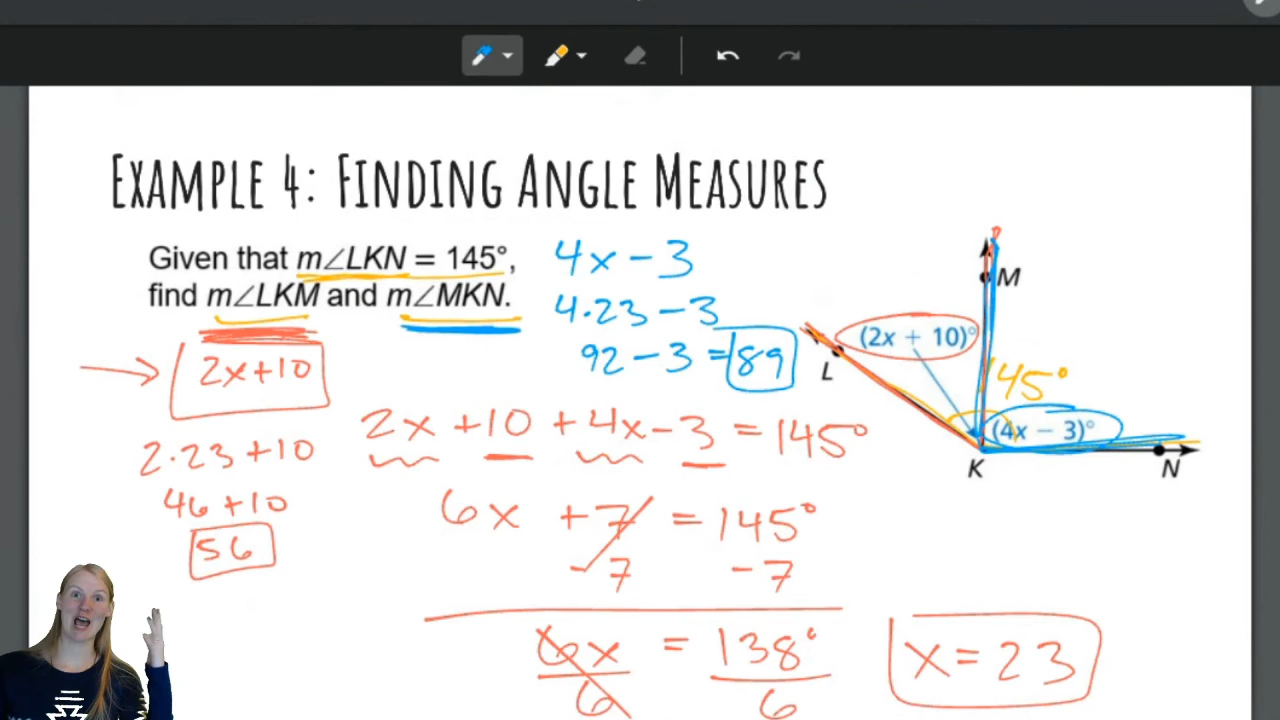 EXAMPLE 4: FINDING ANGLE MEASURES
Given that m∠LKN = 145°,
find m∠LKM and m∠MKN.
4x - 3
4.23 - 3
92 - 3 = 89
2x+10
2.23 +10
46 +10
56
2x +10 + 4x - 3 = 145°
6x +7 = 145°
-7 -7
6x = 138°
6 6
x = 23
M
(2x + 10)°
L
145°
(4x − 3)°
K
N